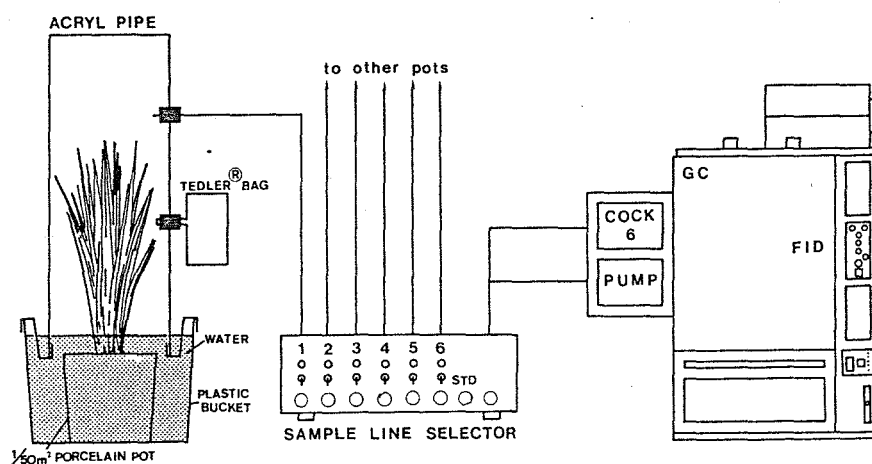 ACRYL PIPE
to other pots
TEDLER® BAG
GC
COCK
6
FID
PUMP
WATER
1 2 3 4 5 6
STD
PLASTIC
BUCKET
SAMPLE LINE SELECTOR
1/50m² PORCELAIN POT